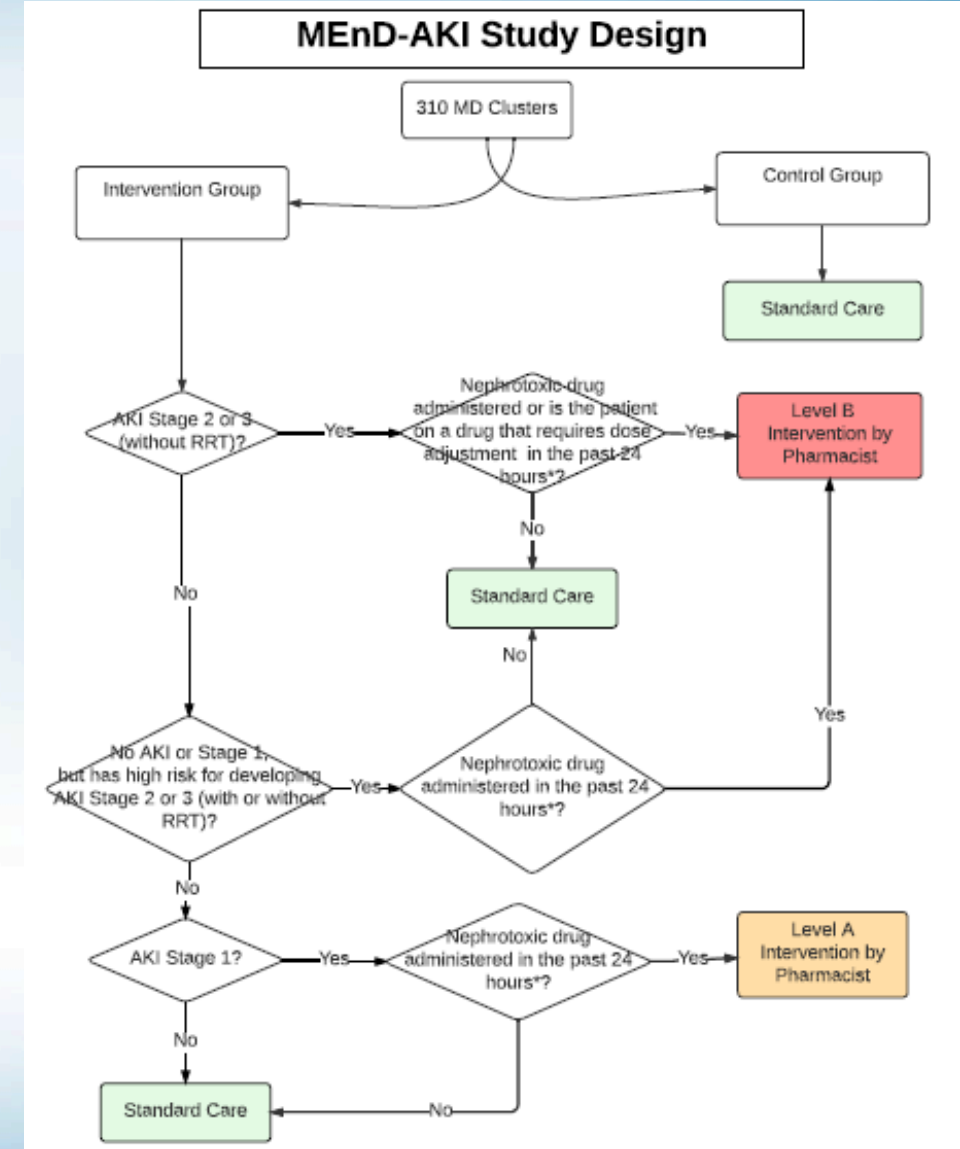 MEnD-AKI Study Design
310 MD Clusters
Intervention Group
Control Group
Standard Care
AKI Stage 2 or 3
(without RRT)?
Yes
Nephrotoxic drug
administered or is the patient
on a drug that requires dose
adjustment in the past 24
hours*?
Yes
Level B
Intervention by
Pharmacist
No
No
Standard Care
No
Yes
No AKI or Stage 1,
but has high risk for developing
AKI Stage 2 or 3 (with or without
RRT)?
Yes
Nephrotoxic drug
administered in the past 24
hours*?
No
AKI Stage 1?
Yes
Nephrotoxic drug
administered in the past 24
hours*?
Yes
Level A
Intervention by
Pharmacist
No
Standard Care
No